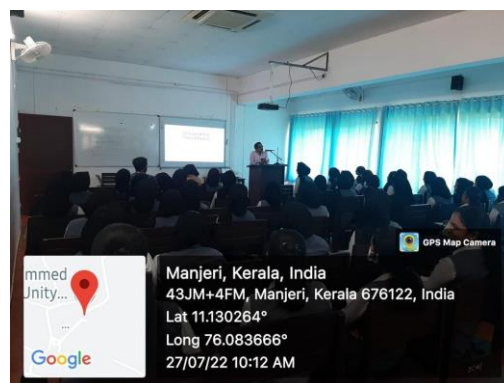 GPS Map Camera
mmed
Unity...
...
Google
Manjeri, Kerala, India
43JM+4FM, Manjeri, Kerala 676122, India
Lat 11.130264°
Long 76.083666°
27/07/22 10:12 AM